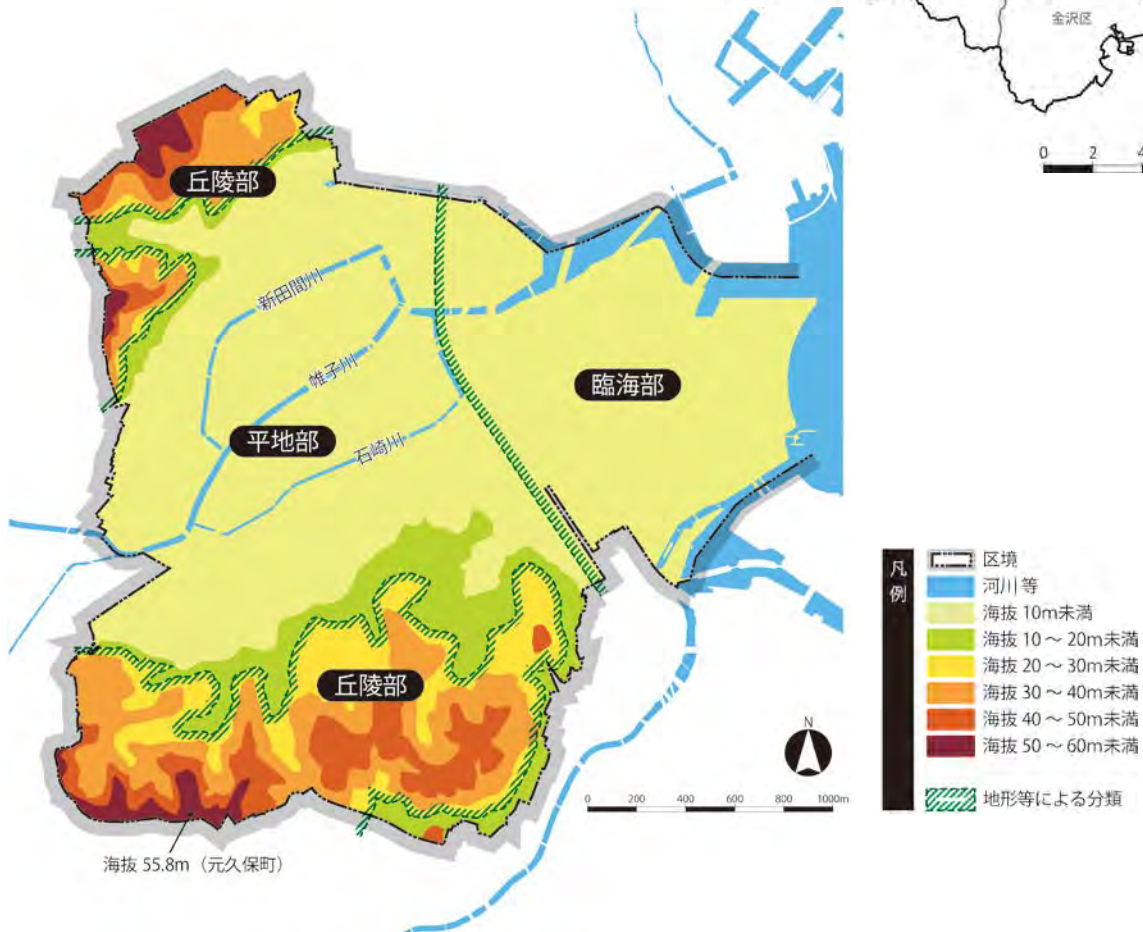 金沢区
0 2 4
丘陵部
新田間川
帷子川
臨海部
平地部
石崎川
丘陵部
N
0 200 400 600 800 1000m
海抜 55.8m（元久保町）
凡例
区境
河川等
海抜 10m未満
海抜 10～20m未満
海抜 20～30m未満
海抜 30～40m未満
海抜 40～50m未満
海抜 50～60m未満
地形等による分類